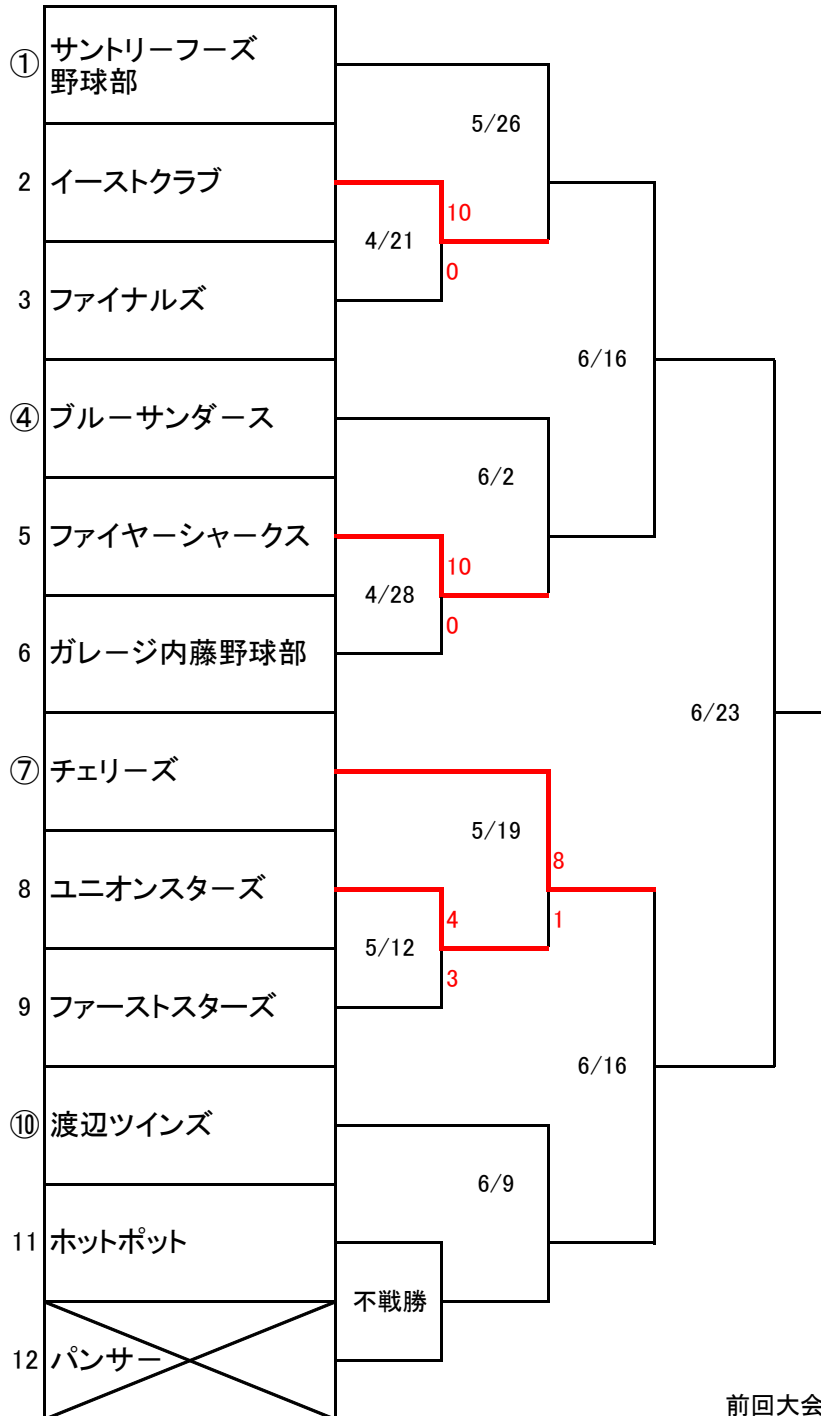 ① サントリーフーズ
野球部
5/26
2 イーストクラブ
10
4/21
0
3 ファイナルズ
6/16
④ ブルーサンダース
6/2
5 ファイヤーシャークス
10
4/28
0
6 ガレージ内藤野球部
6/23
⑦ チェリーズ
5/19
8
8 ユニオンスターズ
4
1
5/12
3
9 ファーストスターズ
6/16
⑩ 渡辺ツインズ
6/9
11 ホットポット
不戦勝
12 パンサー
前回大会